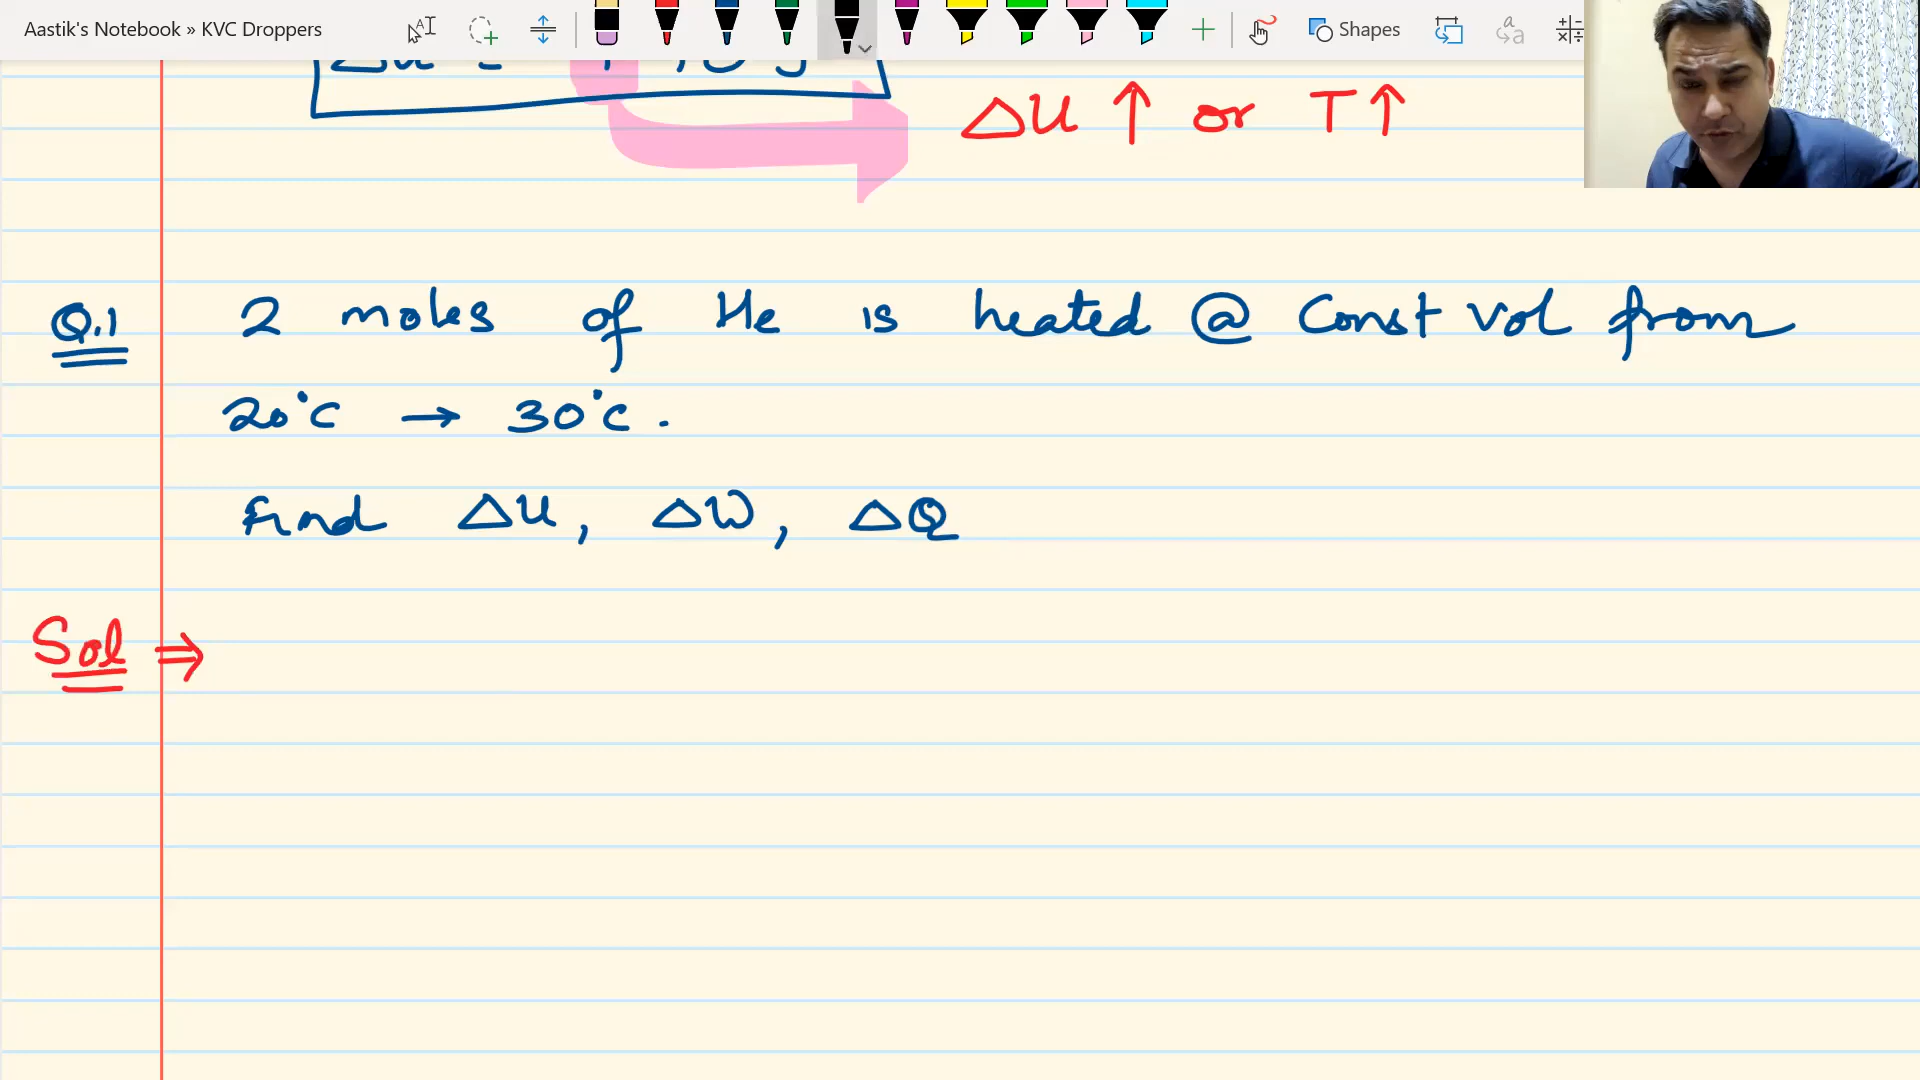 Aastik's Notebook » KVC Droppers
Shapes
ΔU ↑ or T↑
Q.1 2 moles of He is heated @ Const Vol from
20°C → 30°C.
find ΔU, ΔW, ΔQ
Sol ⇒